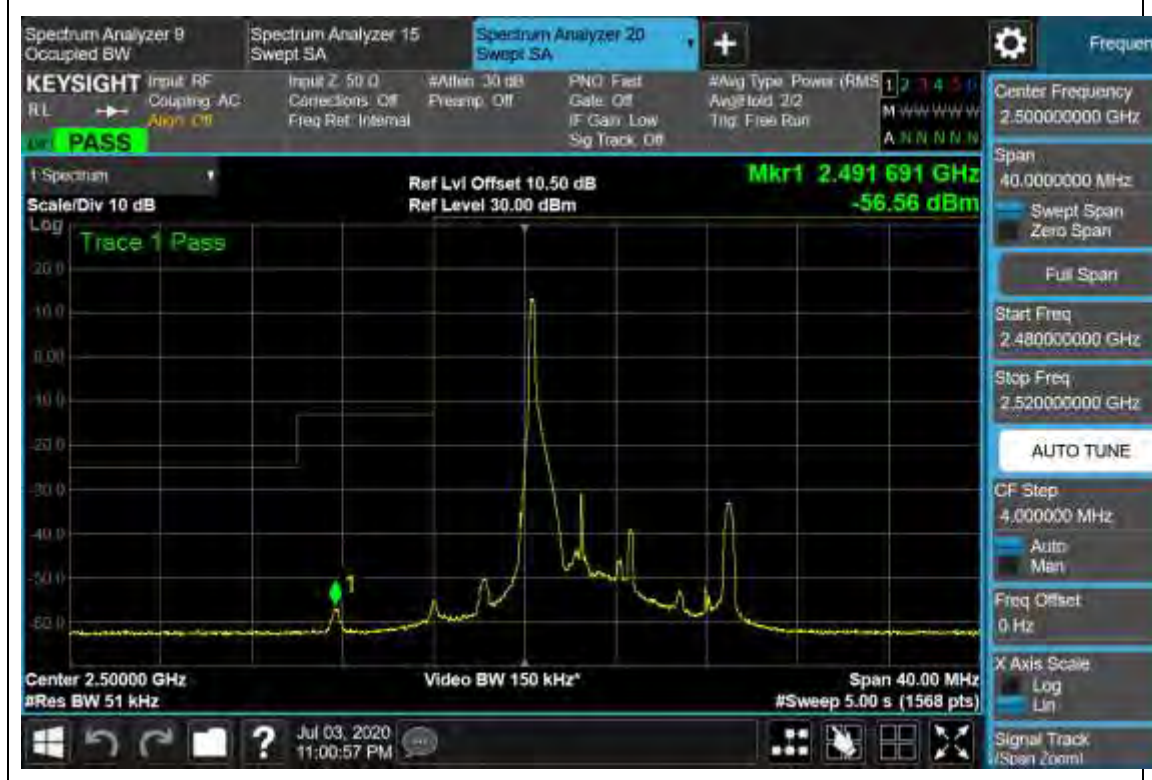 Spectrum Analyzer 9
Occupied BW
Spectrum Analyzer 15
Swept SA
Spectrum Analyzer 20
Swept SA
Frequen
KEYSIGHT
RL
Input: RF
Coupling: AC
Align: Off
Input Z: 50 Ω
Corrections: Off
Freq Ref: Internal
#Atten: 30 dB
Preamp: Off
PNO: Fast
Gate: Off
IF Gain: Low
Sig Track: Off
#Avg Type: Power (RMS
Avg|Hold: 2/2
Trig: Free Run
1 2 3 4 5 6
M W W W W W
A N N N N N
PASS
1 Spectrum
Scale/Div 10 dB
Ref Lvl Offset 10.50 dB
Ref Level 30.00 dBm
Mkr1 2.491 691 GHz
-56.56 dBm
Log
Trace 1 Pass
20.0
10.0
0.00
-10.0
-20.0
-30.0
-40.0
-50.0
-60.0
1
Center 2.50000 GHz
#Res BW 51 kHz
Video BW 150 kHz*
Span 40.00 MHz
#Sweep 5.00 s (1568 pts)
Center Frequency
2.500000000 GHz
Span
40.0000000 MHz
Swept Span
Zero Span
Full Span
Start Freq
2.480000000 GHz
Stop Freq
2.520000000 GHz
AUTO TUNE
CF Step
4.000000 MHz
Auto
Man
Freq Offset
0 Hz
X Axis Scale
Log
Lin
Signal Track
(Span Zoom)
?
Jul 03, 2020
11:00:57 PM